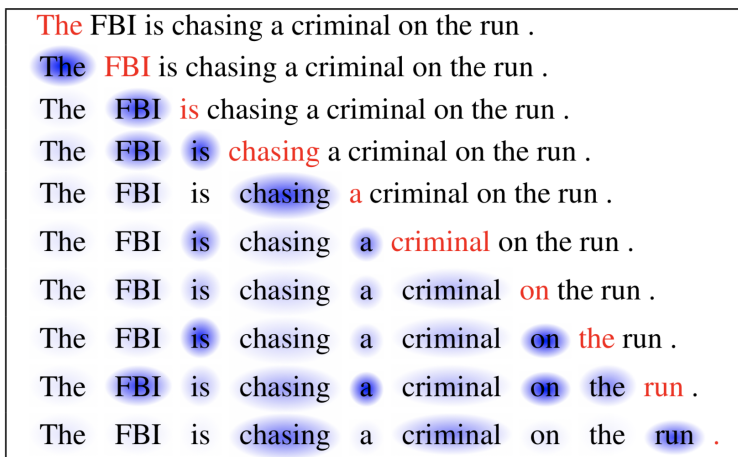 The FBI is chasing a criminal on the run .
The FBI is chasing a criminal on the run .
The FBI is chasing a criminal on the run .
The FBI is chasing a criminal on the run .
The FBI is chasing a criminal on the run .
The FBI is chasing a criminal on the run .
The FBI is chasing a criminal on the run .
The FBI is chasing a criminal on the run .
The FBI is chasing a criminal on the run .
The FBI is chasing a criminal on the run .